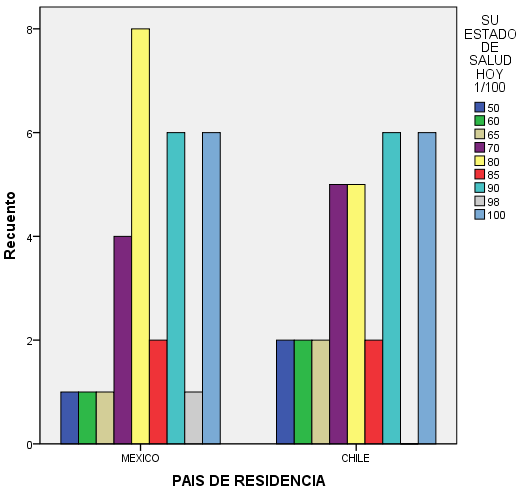 SU
ESTADO
DE
SALUD
HOY
1/100
50
60
65
70
80
85
90
98
100
8
6
4
2
0
Recuento
MEXICO
CHILE
PAIS DE RESIDENCIA